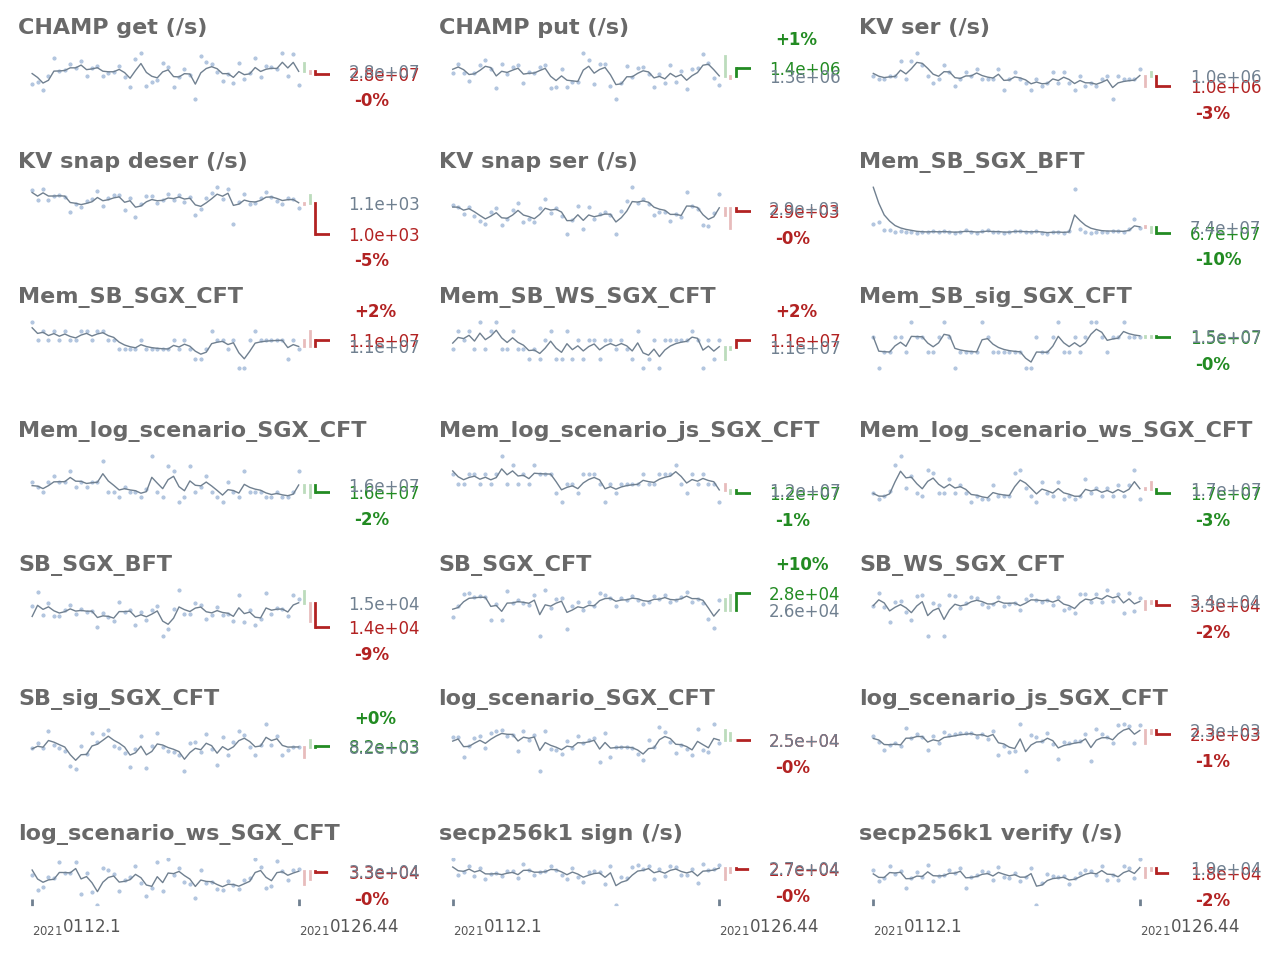 CHAMP get (/s)
2.8e+07
2.8e+07
-0%
CHAMP put (/s)
+1%
1.4e+06
1.3e+06
KV ser (/s)
1.0e+06
1.0e+06
-3%
KV snap deser (/s)
1.1e+03
1.0e+03
-5%
KV snap ser (/s)
2.9e+03
2.9e+03
-0%
Mem_SB_SGX_BFT
7.4e+07
6.7e+07
-10%
Mem_SB_SGX_CFT
+2%
1.1e+07
1.1e+07
Mem_SB_WS_SGX_CFT
+2%
1.1e+07
1.1e+07
Mem_SB_sig_SGX_CFT
1.5e+07
1.5e+07
-0%
Mem_log_scenario_SGX_CFT
1.6e+07
1.6e+07
-2%
Mem_log_scenario_js_SGX_CFT
1.2e+07
1.2e+07
-1%
Mem_log_scenario_ws_SGX_CFT
1.7e+07
1.7e+07
-3%
SB_SGX_BFT
1.5e+04
1.4e+04
-9%
SB_SGX_CFT
+10%
2.8e+04
2.6e+04
SB_WS_SGX_CFT
3.4e+04
3.3e+04
-2%
SB_sig_SGX_CFT
+0%
8.2e+03
8.2e+03
log_scenario_SGX_CFT
2.5e+04
2.5e+04
-0%
log_scenario_js_SGX_CFT
2.3e+03
2.3e+03
-1%
log_scenario_ws_SGX_CFT
3.3e+04
3.3e+04
-0%
secp256k1 sign (/s)
2.7e+04
2.7e+04
-0%
secp256k1 verify (/s)
1.9e+04
1.8e+04
-2%
20210112.1
20210126.44
20210112.1
20210126.44
20210112.1
20210126.44